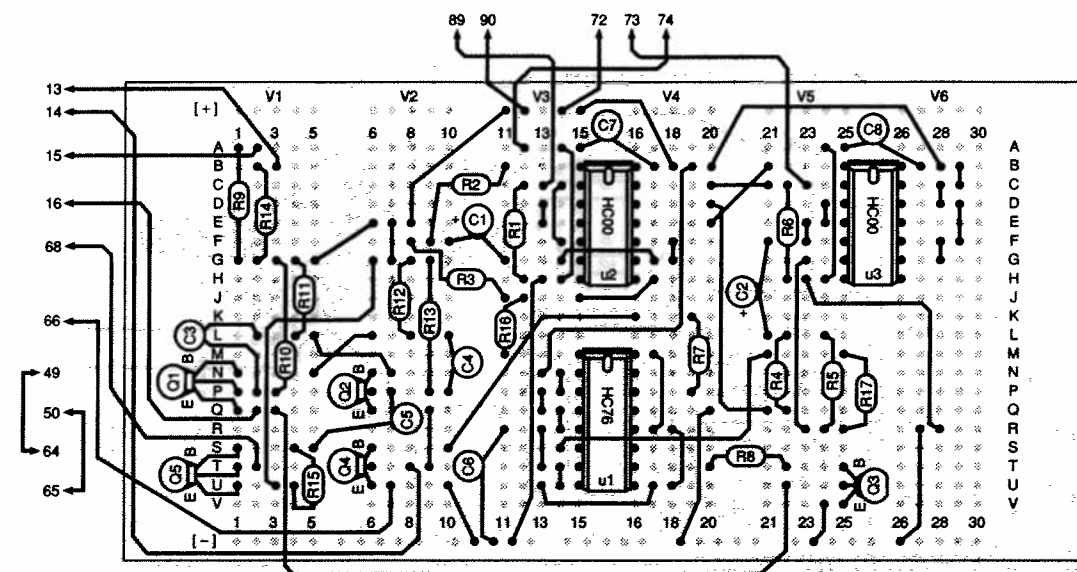 89 90 72 73 74
13
[+] V1 V2 V3 V4 V5 V6
14
1 3 5 6 8 10 11 13 15 16 18 20 21 23 25 26 28 30
C7 C8
15
A A
B B
R2
C C
16
R9 R14 D HC00 HC00 D
+ C1 R1 R6
E E
68
F F
G G
R3 u3
H H
R11 R12 C2
J J
+
66
R13 R16
K K
C3 L L
R10 C4 R7
M B M
49
Q1 N B R4 R5 N
Q2 R17
P P
E HC76
50
Q E C5 Q
R R
64
S B B S
Q5 T Q4 C6 R8 B T
R15 u1 Q3
65
E U E U
V E V
1 3 5 6 8 10 11 13 15 16 18 20 21 23 25 26 28 30
[-]